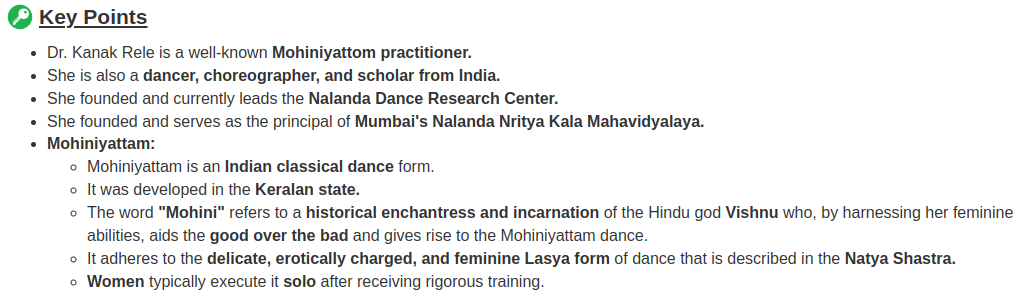 Key Points
Dr. Kanak Rele is a well-known Mohiniyattom practitioner.
She is also a dancer, choreographer, and scholar from India.
She founded and currently leads the Nalanda Dance Research Center.
She founded and serves as the principal of Mumbai's Nalanda Nritya Kala Mahavidyalaya.
Mohiniyattam:
Mohiniyattam is an Indian classical dance form.
It was developed in the Keralan state.
The word "Mohini" refers to a historical enchantress and incarnation of the Hindu god Vishnu who, by harnessing her feminine
abilities, aids the good over the bad and gives rise to the Mohiniyattam dance.
It adheres to the delicate, erotically charged, and feminine Lasya form of dance that is described in the Natya Shastra.
Women typically execute it solo after receiving rigorous training.